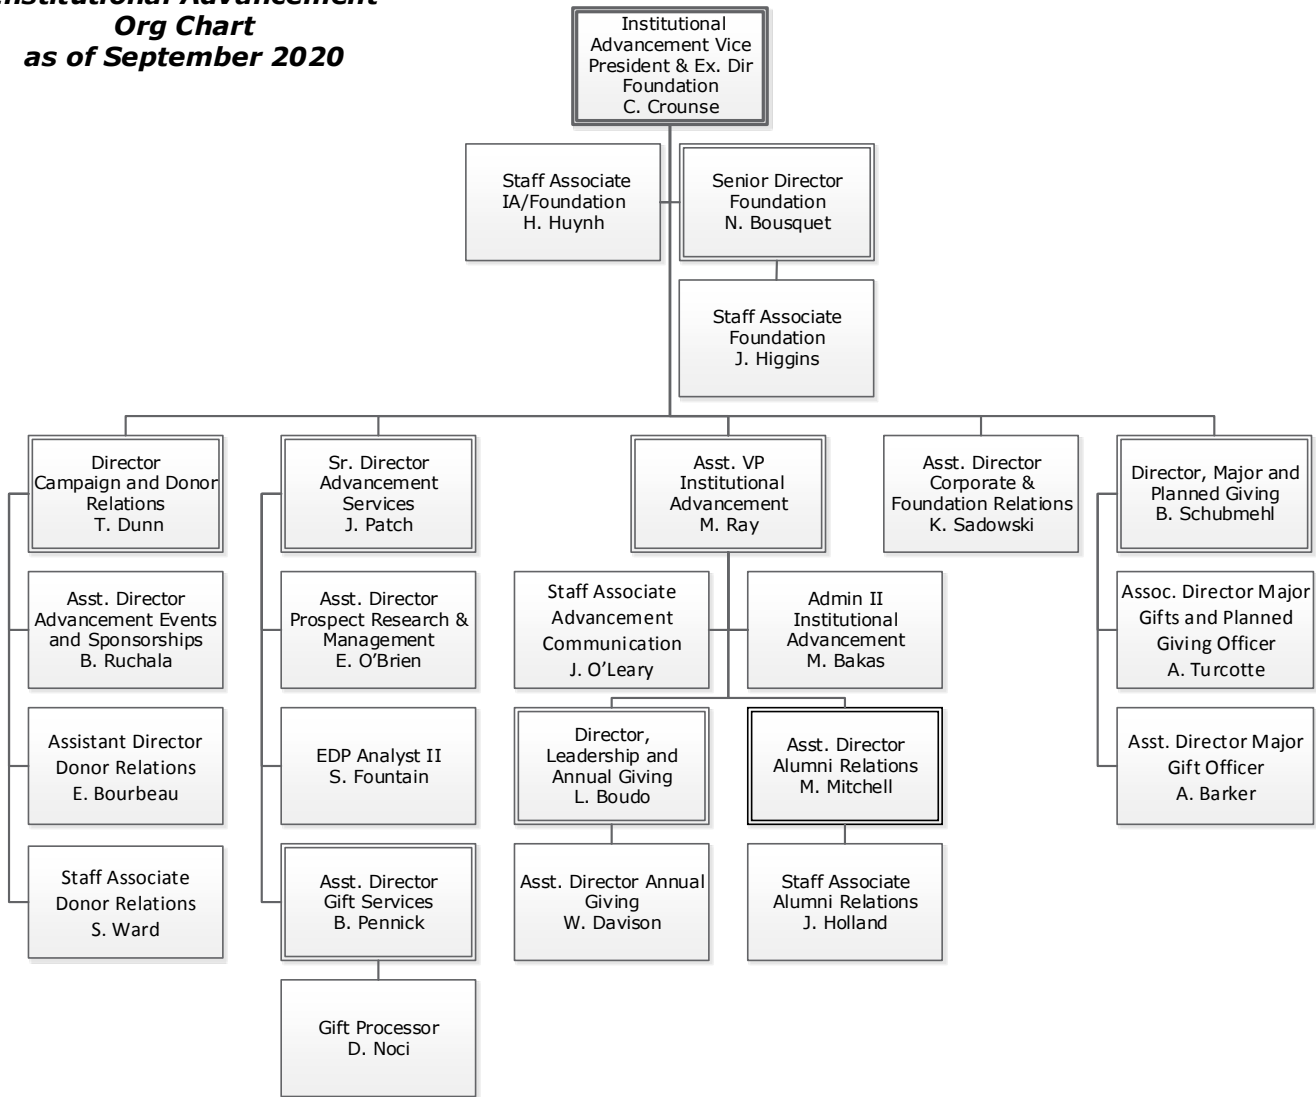 Institutional Advancement
Org Chart
as of September 2020
Institutional
Advancement Vice
President & Ex. Dir
Foundation
C. Crounse
Staff Associate
IA/Foundation
H. Huynh
Senior Director
Foundation
N. Bousquet
Staff Associate
Foundation
J. Higgins
Director
Campaign and Donor
Relations
T. Dunn
Sr. Director
Advancement
Services
J. Patch
Asst. VP
Institutional
Advancement
M. Ray
Asst. Director
Corporate &
Foundation Relations
K. Sadowski
Director, Major and
Planned Giving
B. Schubmehl
Asst. Director
Advancement Events
and Sponsorships
B. Ruchala
Asst. Director
Prospect Research &
Management
E. O’Brien
Staff Associate
Advancement
Communication
J. O’Leary
Admin II
Institutional
Advancement
M. Bakas
Assoc. Director Major
Gifts and Planned
Giving Officer
A. Turcotte
Assistant Director
Donor Relations
E. Bourbeau
EDP Analyst II
S. Fountain
Director,
Leadership and
Annual Giving
L. Boudo
Asst. Director
Alumni Relations
M. Mitchell
Asst. Director Major
Gift Officer
A. Barker
Staff Associate
Donor Relations
S. Ward
Asst. Director
Gift Services
B. Pennick
Asst. Director Annual
Giving
W. Davison
Staff Associate
Alumni Relations
J. Holland
Gift Processor
D. Noci